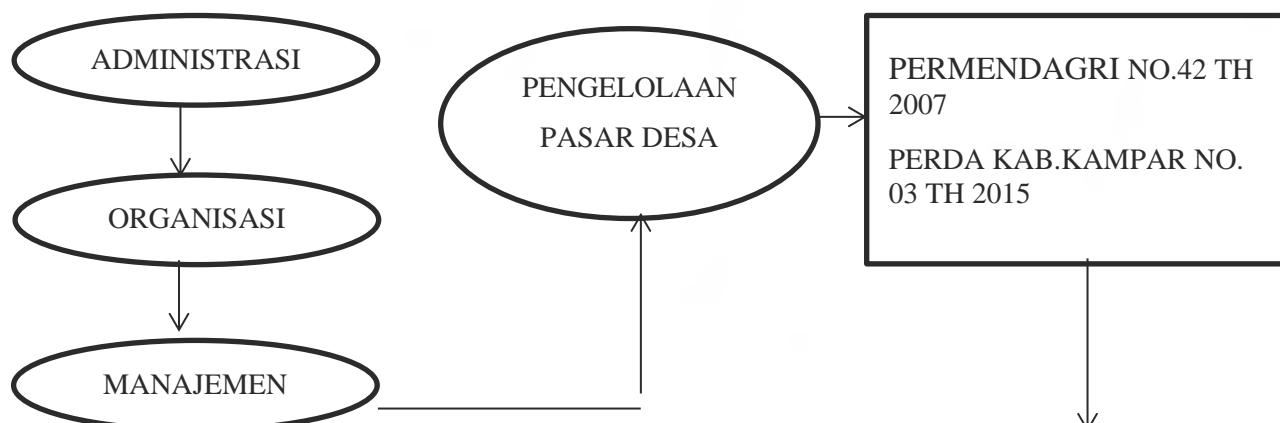 ADMINISTRASI
ORGANISASI
MANAJEMEN
PENGELOLAAN
PASAR DESA
PERMENDAGRI NO.42 TH
2007
PERDA KAB.KAMPAR NO.
03 TH 2015